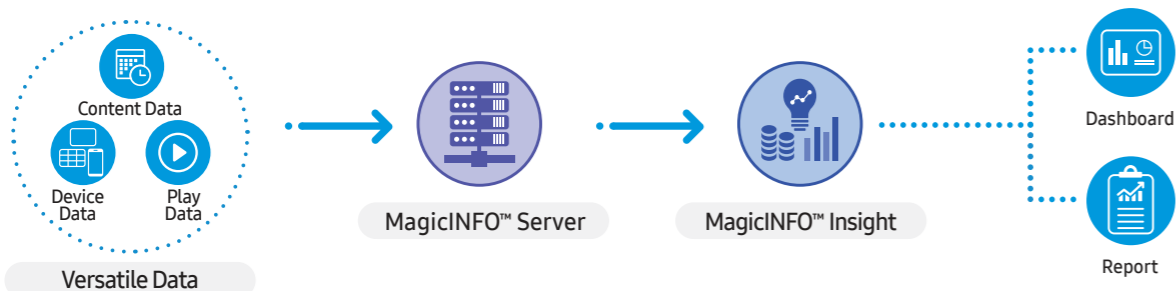 Content Data
Device
Data
Play
Data
Versatile Data
MagicINFO™ Server
MagicINFO™ Insight
Dashboard
Report